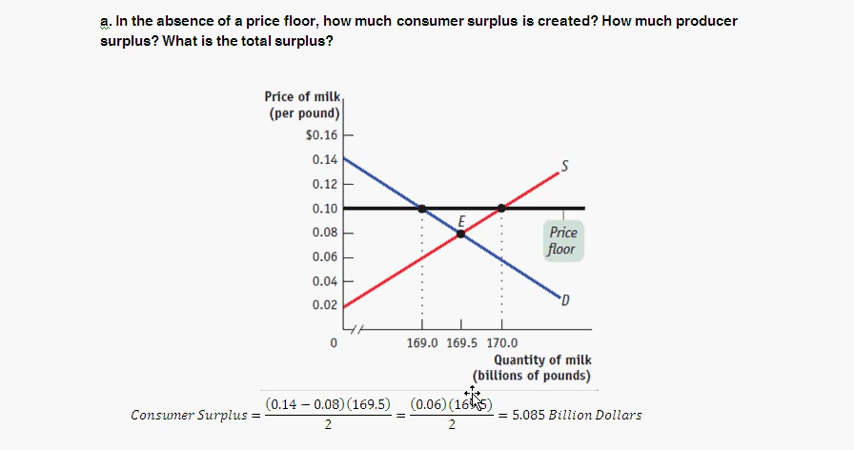 a. In the absence of a price floor, how much consumer surplus is created? How much producer
surplus? What is the total surplus?
Price of milk
(per pound)
$0.16
0.14
0.12
0.10
0.08
0.06
0.04
0.02
0
S
E
Price
floor
D
169.0 169.5 170.0
Quantity of milk
(billions of pounds)
Consumer Surplus = (0.14 − 0.08)(169.5) / 2 = (0.06)(169.5) / 2 = 5.085 Billion Dollars